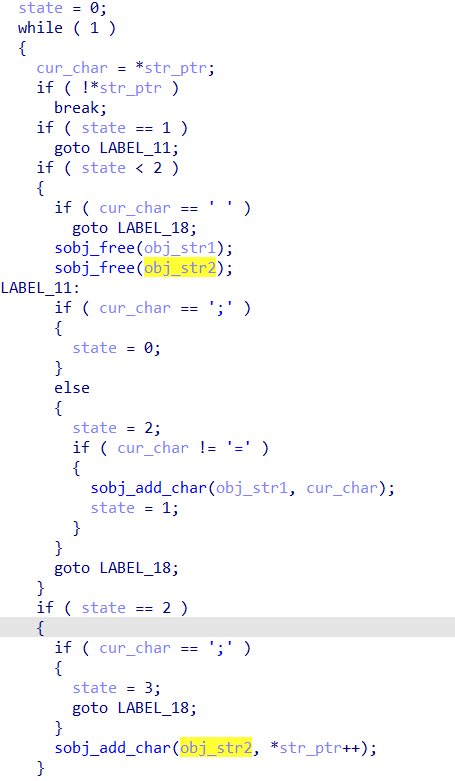 state = 0;
while ( 1 )
{
cur_char = *str_ptr;
if ( !*str_ptr )
break;
if ( state == 1 )
goto LABEL_11;
if ( state < 2 )
{
if ( cur_char == ' ' )
goto LABEL_18;
sobj_free(obj_str1);
sobj_free(obj_str2);
LABEL_11:
if ( cur_char == ';' )
{
state = 0;
}
else
{
state = 2;
if ( cur_char != '=' )
{
sobj_add_char(obj_str1, cur_char);
state = 1;
}
}
goto LABEL_18;
}
if ( state == 2 )
{
if ( cur_char == ';' )
{
state = 3;
goto LABEL_18;
}
sobj_add_char(obj_str2, *str_ptr++);
}